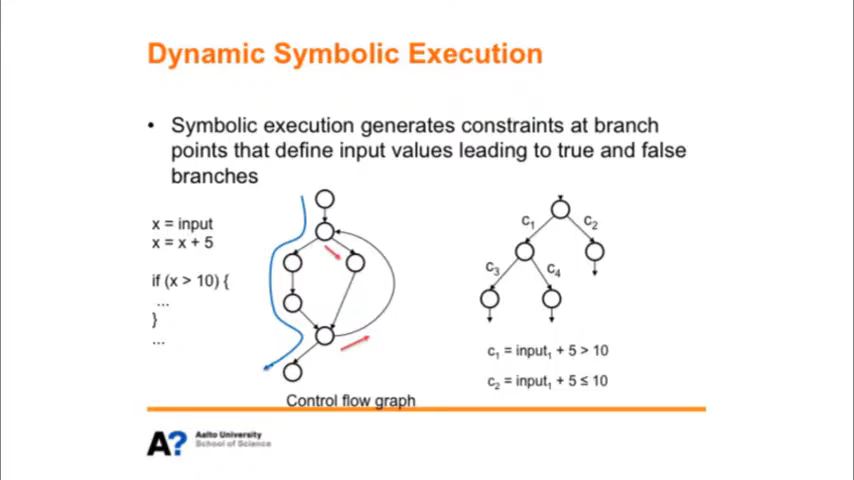 Dynamic Symbolic Execution
• Symbolic execution generates constraints at branch
points that define input values leading to true and false
branches
x = input
x = x + 5
if (x > 10) {
...
}
...
Control flow graph
c₁ c₂
c₃ c₄
c₁ = input₁ + 5 > 10
c₂ = input₁ + 5 ≤ 10
A?
Aalto University
School of Science